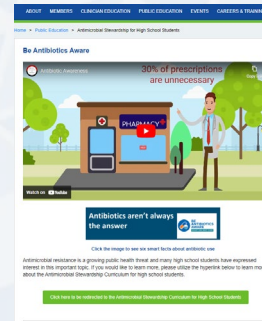 ABOUT MEMBERS CLINICIAN EDUCATION PUBLIC EDUCATION EVENTS CAREERS & TRAININ
Home » Public Education » Antimicrobial Stewardship for High School Students
Be Antibiotics Aware
Antibiotic Awareness
30% of prescriptions
are unnecessary
PHARMACY
Watch on YouTube
Antibiotics aren't always
the answer
BE
ANTIBIOTICS
AWARE
Click the image to see six smart facts about antibiotic use
Antimicrobial resistance is a growing public health threat and many high school students have expressed
interest in this important topic. If you would like to learn more, please utilize the hyperlink below to learn mor
about the Antimicrobial Stewardship Curriculum for high school students.
Click here to be redirected to the Antimicrobial Stewardship Curriculum for High School Students